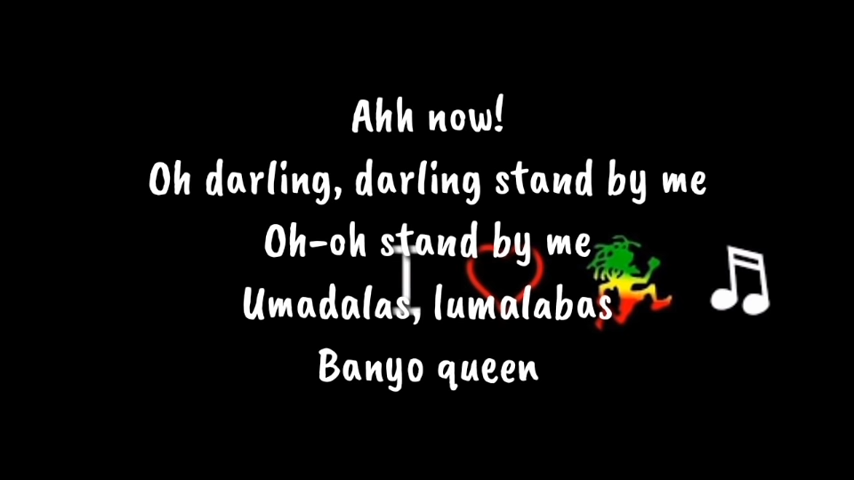 Ahh now!
Oh darling, darling stand by me
Oh-oh stand by me
I
Umadalas, lumalabas
Banyo queen